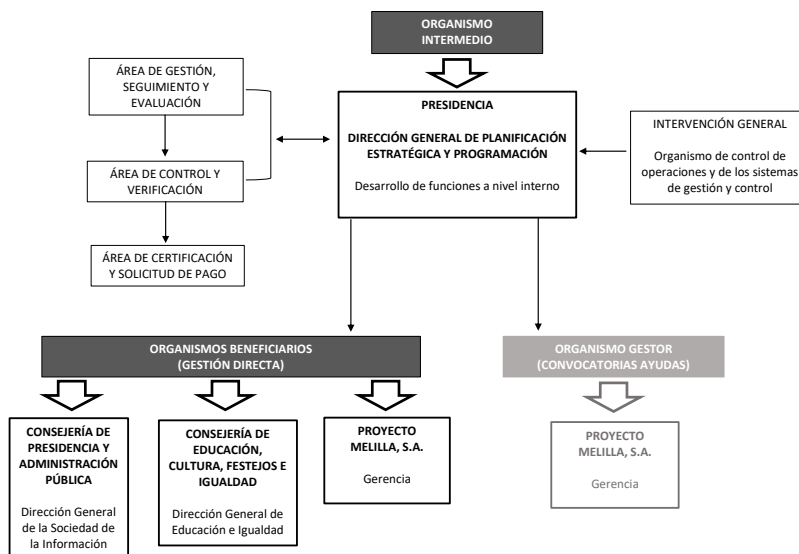 ORGANISMO
INTERMEDIO
ÁREA DE GESTIÓN,
SEGUIMIENTO Y
EVALUACIÓN
PRESIDENCIA
DIRECCIÓN GENERAL DE PLANIFICACIÓN
ESTRATÉGICA Y PROGRAMACIÓN
Desarrollo de funciones a nivel interno
INTERVENCIÓN GENERAL
Organismo de control de
operaciones y de los sistemas
de gestión y control
ÁREA DE CONTROL Y
VERIFICACIÓN
ÁREA DE CERTIFICACIÓN
Y SOLICITUD DE PAGO
ORGANISMOS BENEFICIARIOS
(GESTIÓN DIRECTA)
ORGANISMO GESTOR
(CONVOCATORIAS AYUDAS)
CONSEJERÍA DE
PRESIDENCIA Y
ADMINISTRACIÓN
PÚBLICA
Dirección General
de la Sociedad de
la Información
CONSEJERÍA DE
EDUCACIÓN,
CULTURA, FESTEJOS E
IGUALDAD
Dirección General de
Educación e Igualdad
PROYECTO
MELILLA, S.A.
Gerencia
PROYECTO
MELILLA, S.A.
Gerencia